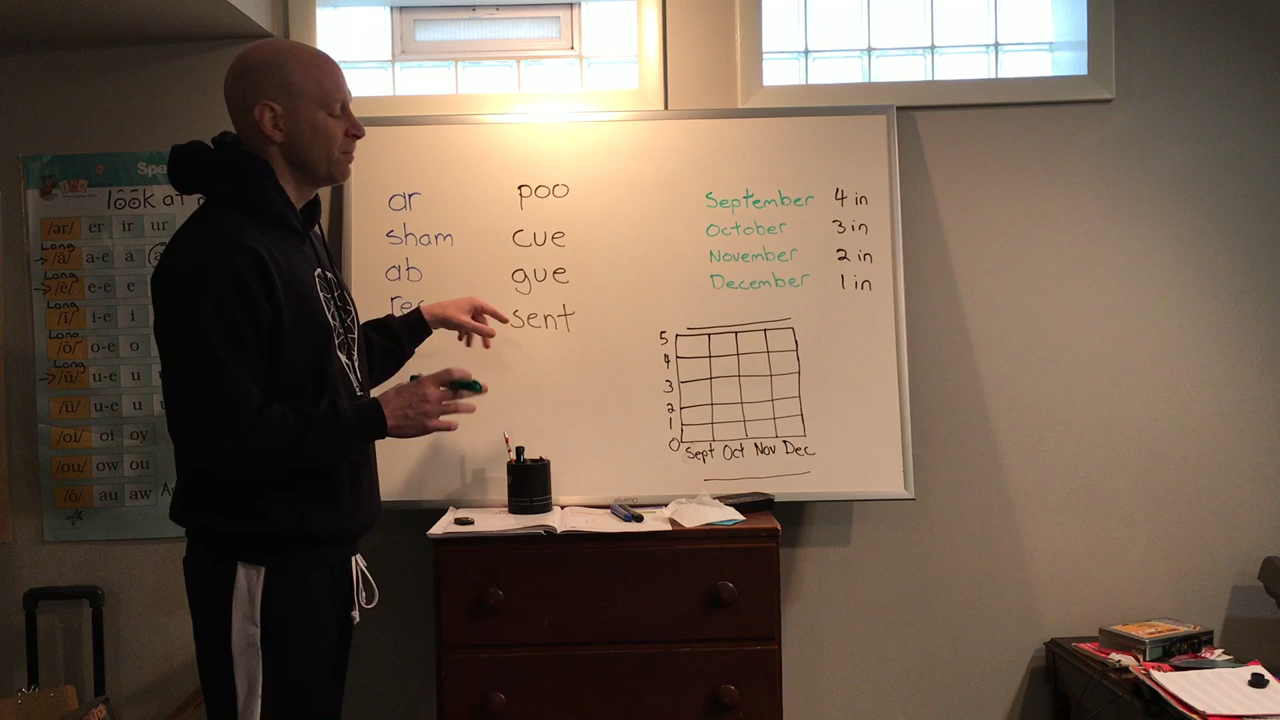 Spe
look at
/ər/ er ir ur
Long
/ā/ a-e a
Long
/ē/ e-e e
Long
/ī/ i-e i
Long
/ō/ o-e o
Long
/ū/ u-e u
/ü/ u-e u
/oi/ oi oy
/ou/ ow ou
/ȯ/ au aw
ar
sham
ab
poo
cue
gue
sent
September 4 in
October 3 in
November 2 in
December 1 in
5
4
3
2
1
0
Sept Oct Nov Dec